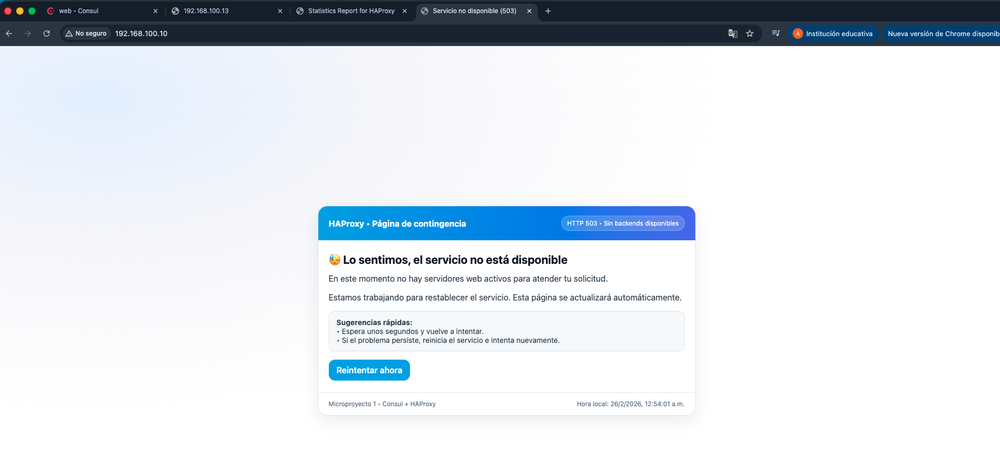 web - Consul
192.168.100.13
Statistics Report for HAProxy
Servicio no disponible (503)
No seguro
192.168.100.10
A
Institución educativa
Nueva versión de Chrome disponib
HAProxy • Página de contingencia
HTTP 503 • Sin backends disponibles
😓 Lo sentimos, el servicio no está disponible
En este momento no hay servidores web activos para atender tu solicitud.
Estamos trabajando para restablecer el servicio. Esta página se actualizará automáticamente.
Sugerencias rápidas:
• Espera unos segundos y vuelve a intentar.
• Si el problema persiste, reinicia el servicio e intenta nuevamente.
Reintentar ahora
Microproyecto 1 • Consul + HAProxy
Hora local: 26/2/2026, 12:54:01 a.m.